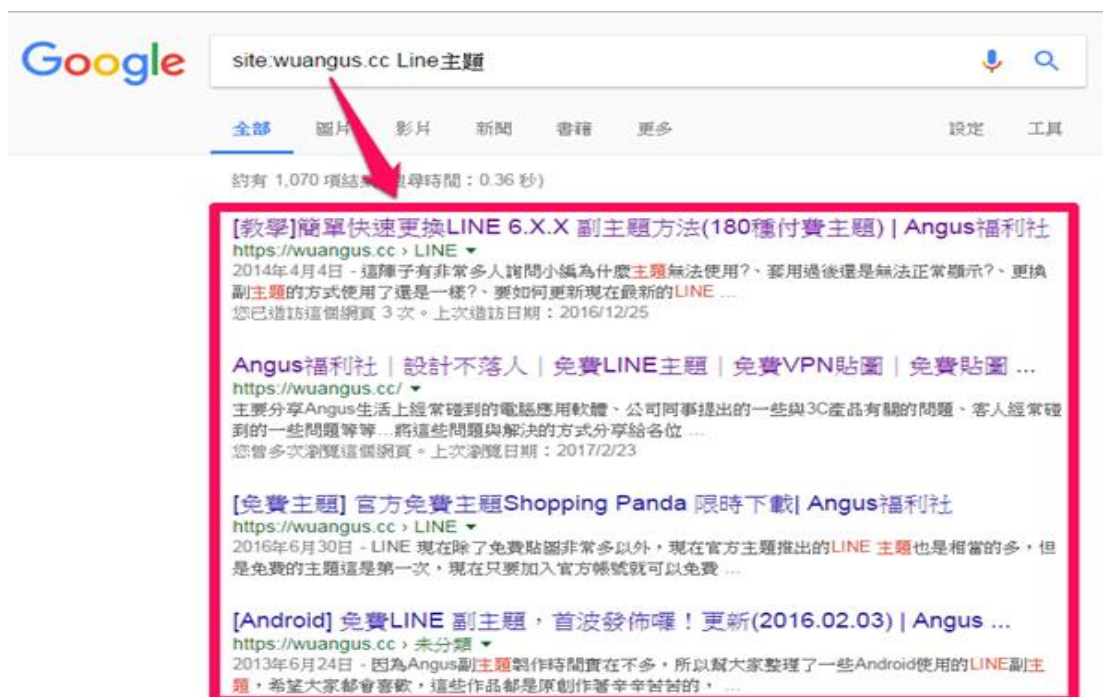 Google
site:wuangus.cc Line主題
全部 圖片 影片 新聞 書籍 更多 設定 工具
約有 1,070 項結 尋時間：0.36 秒)
[教學]簡單快速更換LINE 6.X.X 副主題方法(180種付費主題) | Angus福利社
https://wuangus.cc › LINE ▼
2014年4月4日 - 這陣子有非常多人詢問小編為什麼主題無法使用?、套用過後還是無法正常顯示?、更換
副主題的方式使用了還是一樣?、要如何更新現在最新的LINE ...
您已造訪這個網頁 3 次。上次造訪日期：2016/12/25
Angus福利社｜設計不落人｜免費LINE主題｜免費VPN貼圖｜免費貼圖 ...
https://wuangus.cc/ ▼
主要分享Angus生活上經常碰到的電腦應用軟體、公司同事提出的一些與3C產品有關的問題、客人經常碰
到的一些問題等等...將這些問題與解決的方式分享給各位 ...
您曾多次瀏覽這個網頁。上次瀏覽日期：2017/2/23
[免費主題] 官方免費主題Shopping Panda 限時下載| Angus福利社
https://wuangus.cc › LINE ▼
2016年6月30日 - LINE 現在除了免費貼圖非常多以外，現在官方主題推出的LINE 主題也是相當的多，但
是免費的主題這是第一次，現在只要加入官方帳號就可以免費 ...
[Android] 免費LINE 副主題，首波發佈囉！更新(2016.02.03) | Angus ...
https://wuangus.cc › 未分類 ▼
2013年6月24日 - 因為Angus副主題製作時間實在不多，所以幫大家整理了一些Android使用的LINE副主
題，希望大家都會喜歡，這些作品都是原創作著辛辛苦苦的， ...